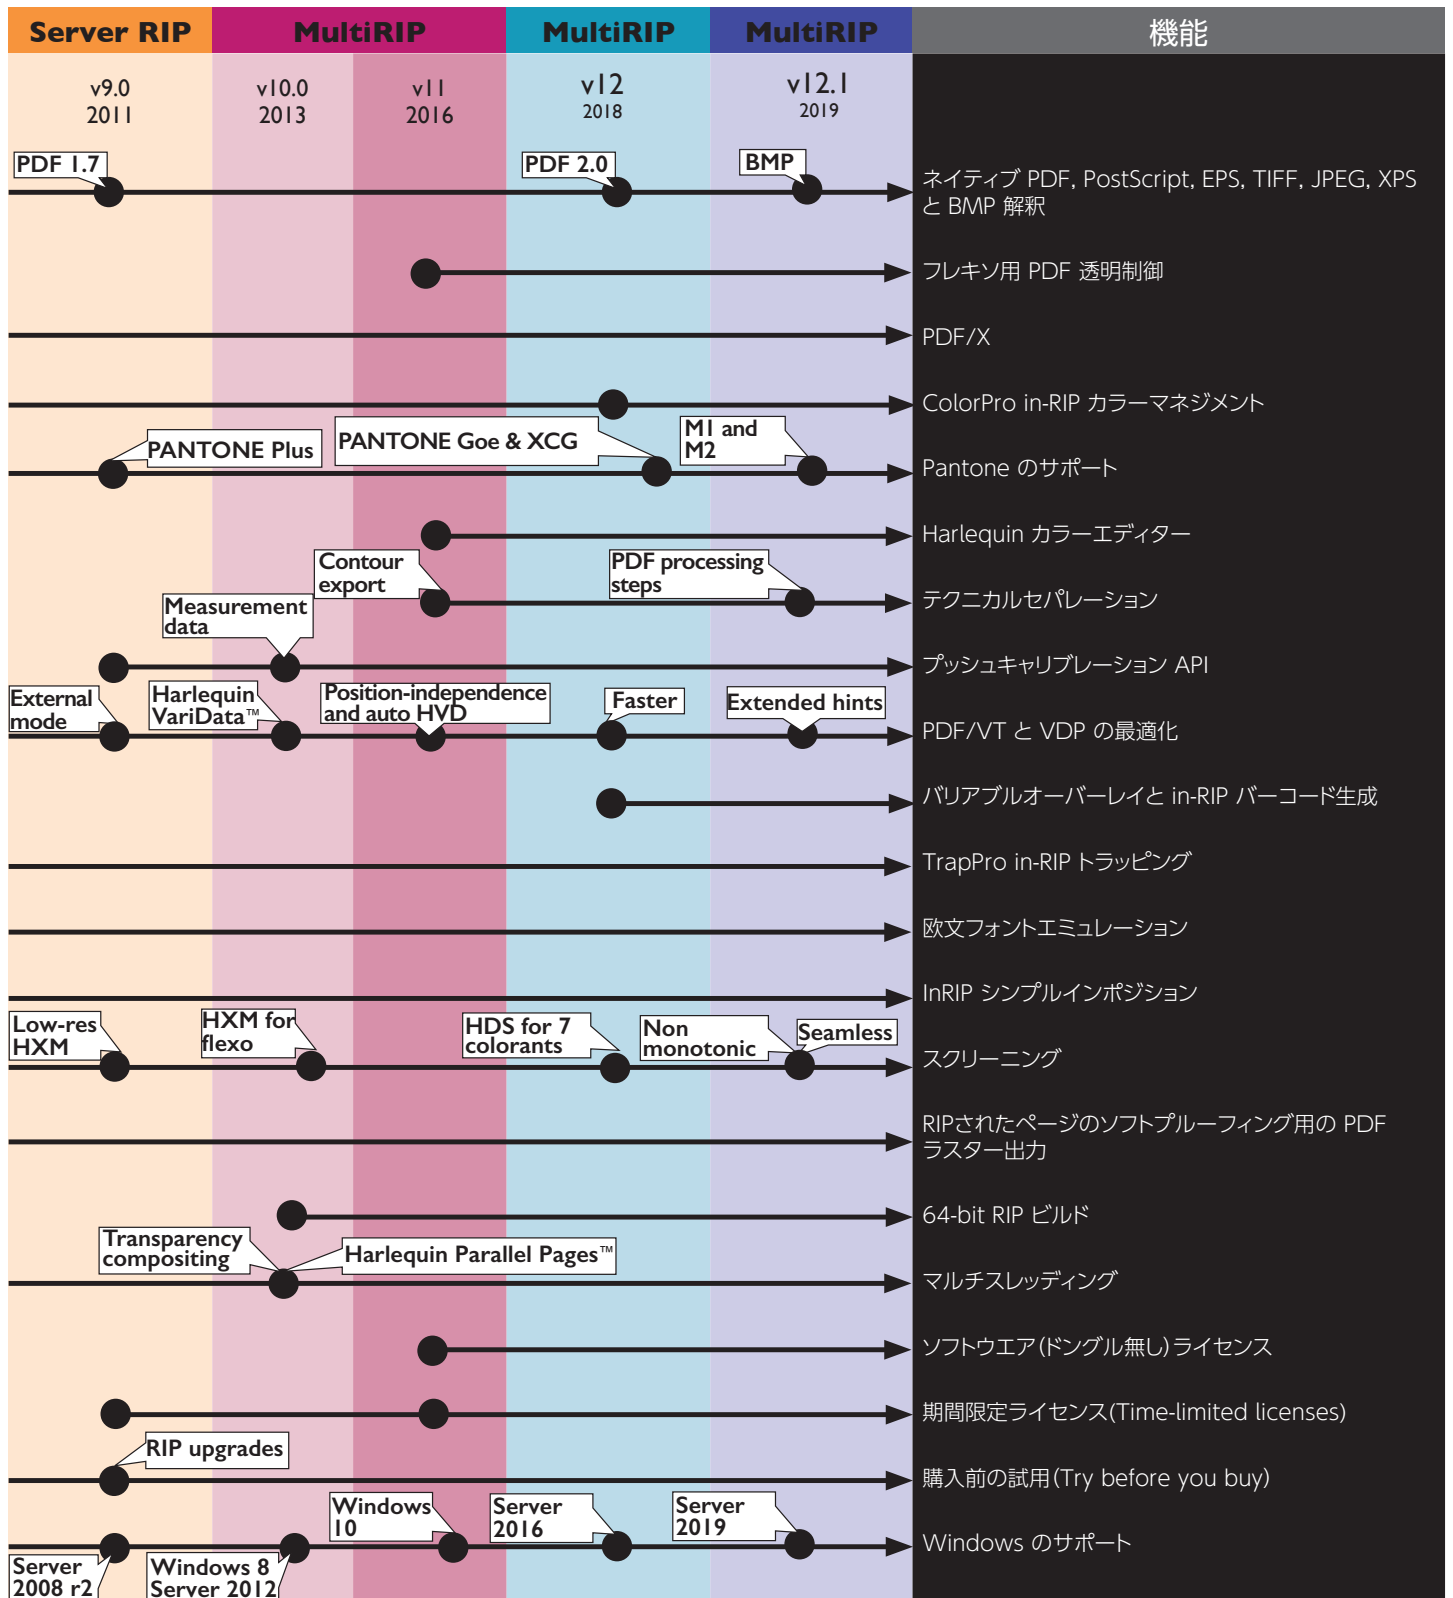 Server RIP
MultiRIP
MultiRIP
MultiRIP
機能
v9.0
2011
v10.0
2013
v11
2016
v12
2018
v12.1
2019
PDF 1.7
PDF 2.0
BMP
ネイティブ PDF, PostScript, EPS, TIFF, JPEG, XPS
と BMP 解釈
フレキソ用 PDF 透明制御
PDF/X
ColorPro in-RIP カラーマネジメント
PANTONE Plus
PANTONE Goe & XCG
M1 and
M2
Pantone のサポート
Harlequin カラーエディター
Contour
export
PDF processing
steps
テクニカルセパレーション
Measurement
data
プッシュキャリブレーション API
External
mode
Harlequin
VariData™
Position-independence
and auto HVD
Faster
Extended hints
PDF/VT と VDP の最適化
バリアブルオーバーレイと in-RIP バーコード生成
TrapPro in-RIP トラッピング
欧文フォントエミュレーション
InRIP シンプルインポジション
Low-res
HXM
HXM for
flexo
HDS for 7
colorants
Non
monotonic
Seamless
スクリーニング
RIPされたページのソフトプルーフィング用の PDF
ラスター出力
64-bit RIP ビルド
Transparency
compositing
Harlequin Parallel Pages™
マルチスレッディング
ソフトウエア(ドングル無し)ライセンス
期間限定ライセンス(Time-limited licenses)
RIP upgrades
購入前の試用(Try before you buy)
Windows
10
Server
2016
Server
2019
Windows のサポート
Server
2008 r2
Windows 8
Server 2012